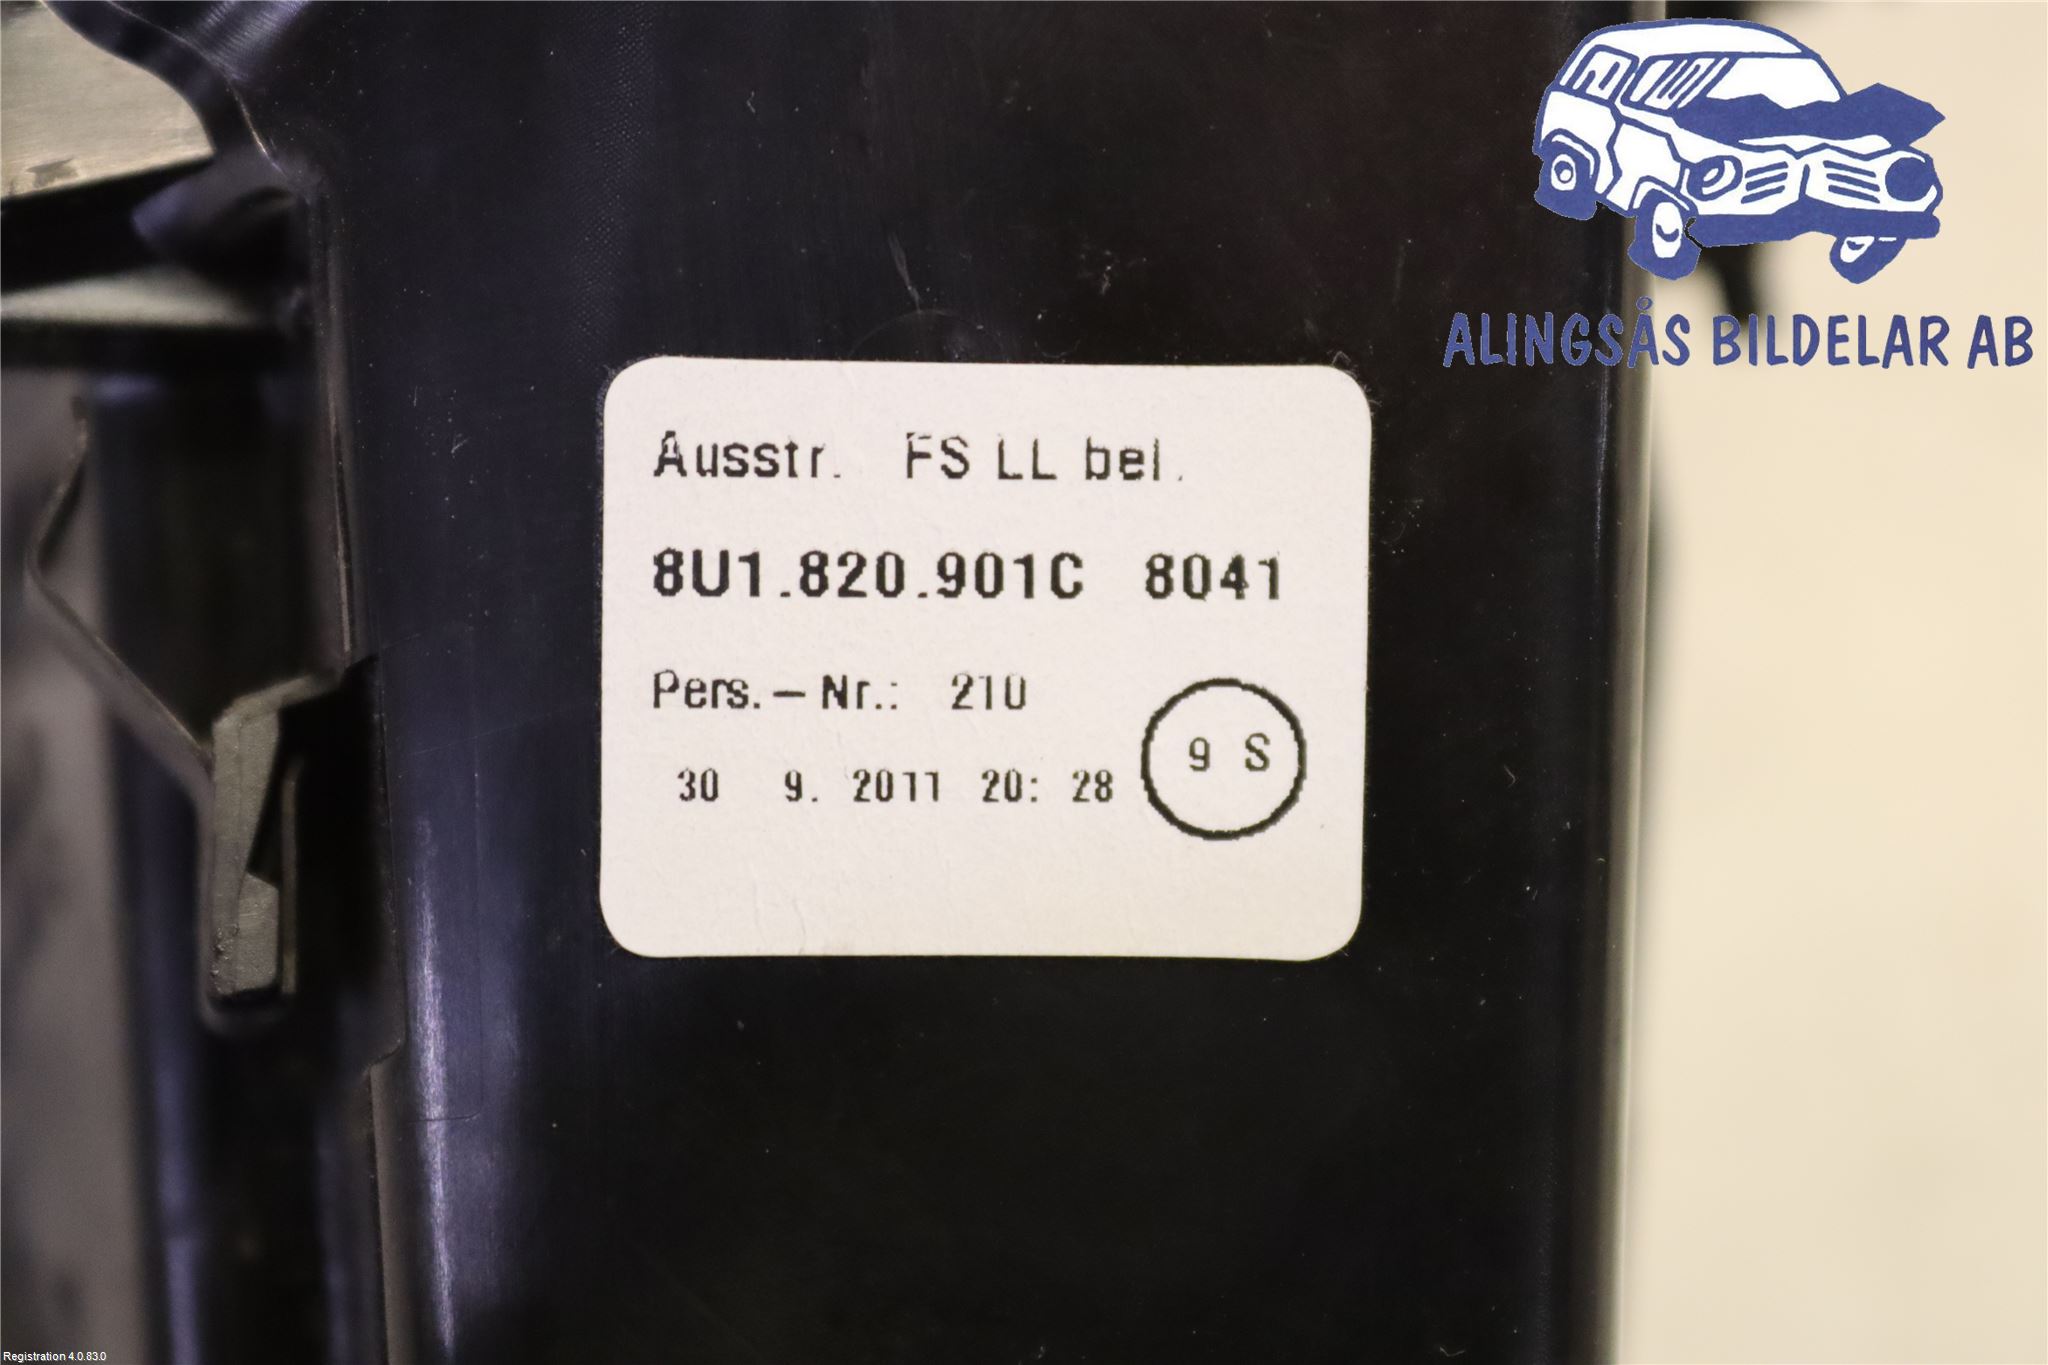 ALINGSÅS BILDELAR AB
Ausstr. FS LL bel.
8U1.820.901C 8041
Pers.-Nr.: 210
9 S
30 9. 2011 20: 28
Registration 4.0.83.0